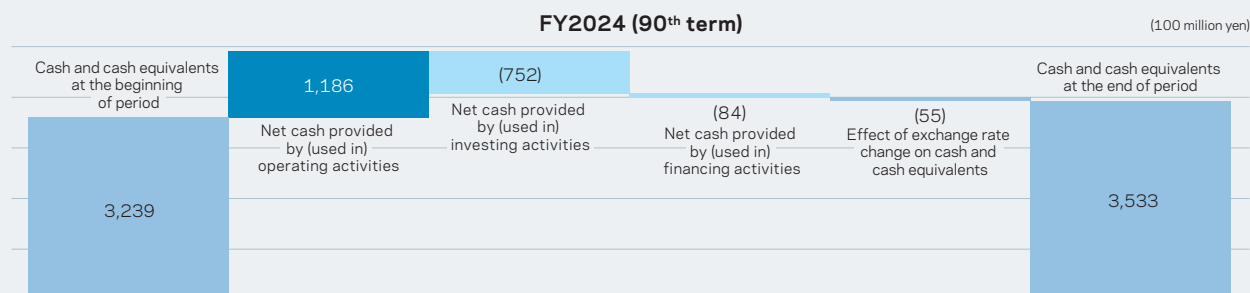 FY2024 (90th term)
(100 million yen)
Cash and cash equivalents
at the beginning
of period
3,239
1,186
Net cash provided
by (used in)
operating activities
(752)
Net cash provided
by (used in)
investing activities
(84)
Net cash provided
by (used in)
financing activities
(55)
Effect of exchange rate
change on cash and
cash equivalents
Cash and cash equivalents
at the end of period
3,533